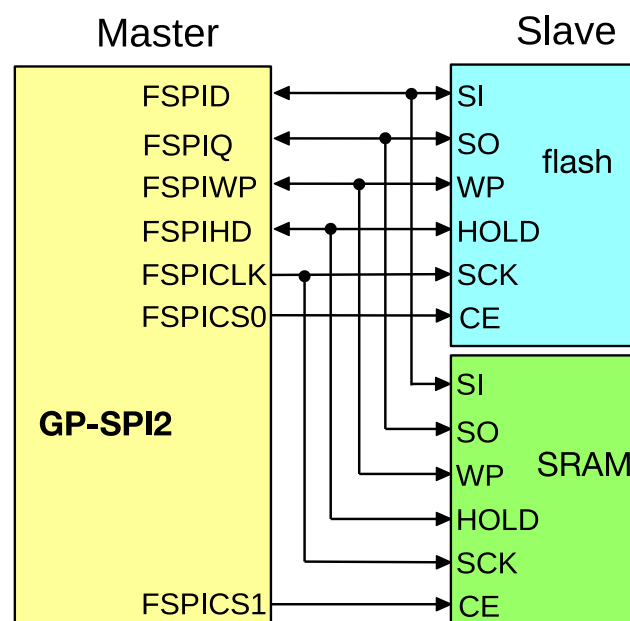 Master
Slave
FSPID
FSPIQ
FSPIWP
FSPIHD
FSPICLK
FSPICS0
GP-SPI2
FSPICS1
SI
SO
WP
HOLD
SCK
CE
flash
SI
SO
WP
HOLD
SCK
CE
SRAM